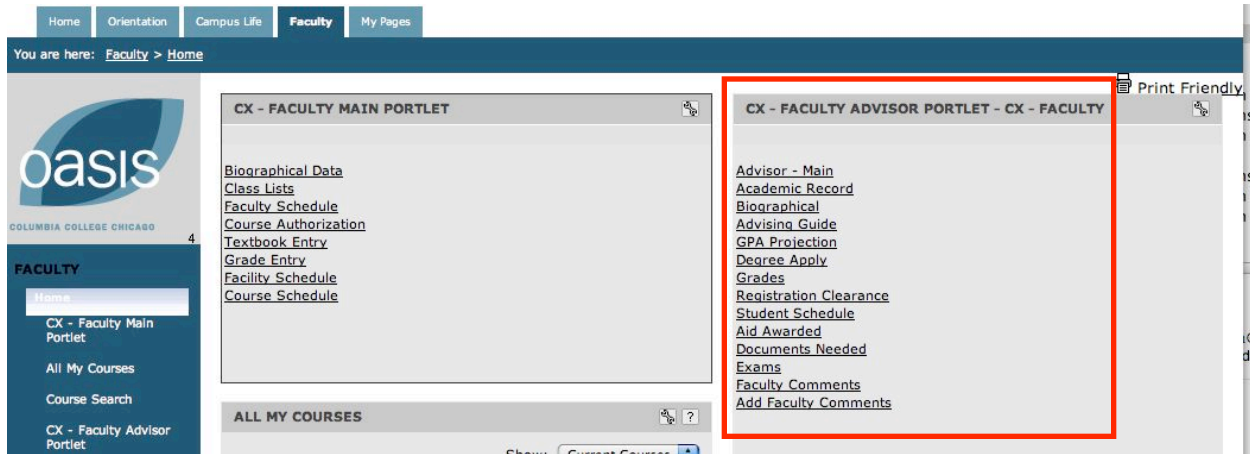 Home
Orientation
Campus Life
Faculty
My Pages
You are here: Faculty > Home
Print Friendly
oasis
COLUMBIA COLLEGE CHICAGO
4
FACULTY
Home
CX - Faculty Main
Portlet
All My Courses
Course Search
CX - Faculty Advisor
Portlet
CX - FACULTY MAIN PORTLET
Biographical Data
Class Lists
Faculty Schedule
Course Authorization
Textbook Entry
Grade Entry
Facility Schedule
Course Schedule
ALL MY COURSES
?
Show: Current Courses
CX - FACULTY ADVISOR PORTLET - CX - FACULTY
Advisor - Main
Academic Record
Biographical
Advising Guide
GPA Projection
Degree Apply
Grades
Registration Clearance
Student Schedule
Aid Awarded
Documents Needed
Exams
Faculty Comments
Add Faculty Comments